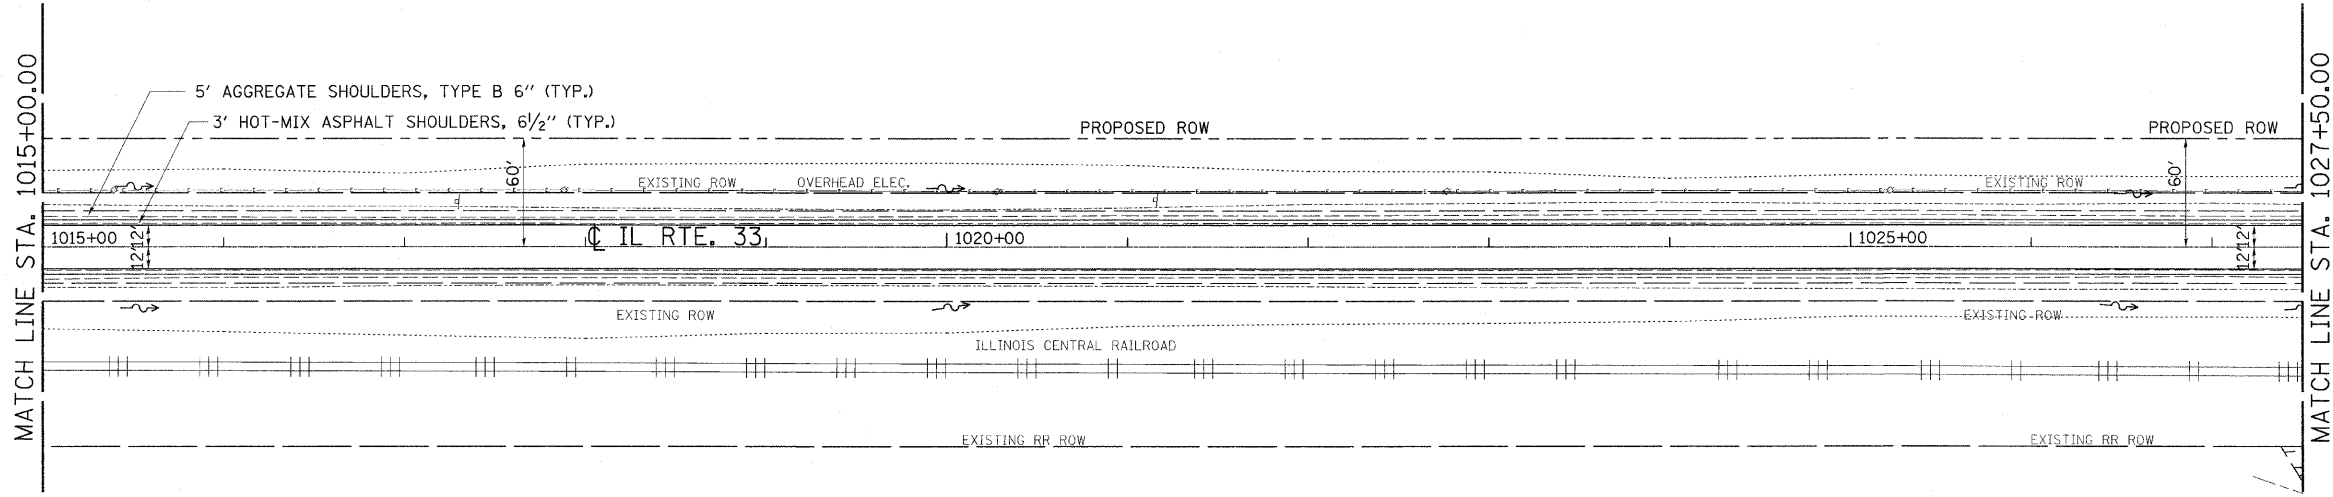 MATCH LINE STA. 1015+00.00
5' AGGREGATE SHOULDERS, TYPE B 6" (TYP.)
3' HOT-MIX ASPHALT SHOULDERS, 6 1/2" (TYP.)
PROPOSED ROW
PROPOSED ROW
60'
60'
EXISTING ROW
OVERHEAD ELEC.
EXISTING ROW
1015+00
12'
12'
℄ IL RTE. 33
1020+00
1025+00
12'
12'
EXISTING ROW
EXISTING ROW
ILLINOIS CENTRAL RAILROAD
EXISTING RR ROW
EXISTING RR ROW
MATCH LINE STA. 1027+50.00